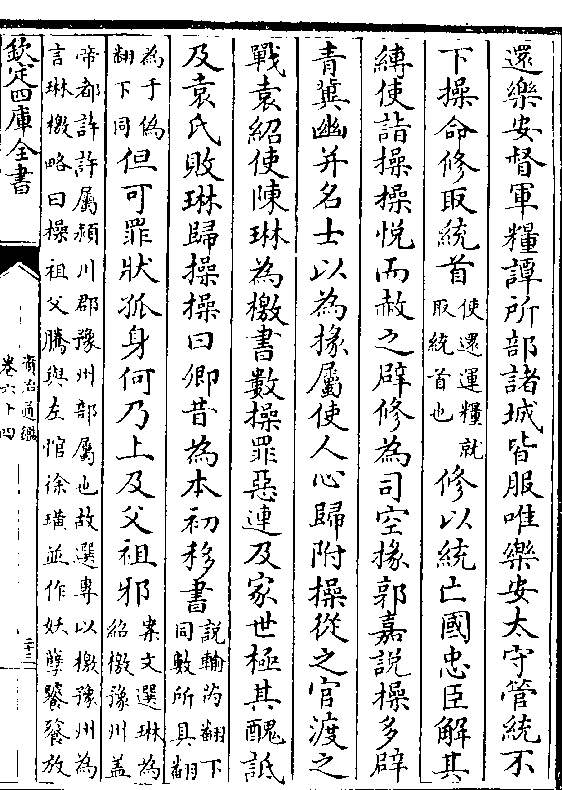 還樂安督軍糧譚所部諸城皆服唯樂安太守管統不
下操命修取統首使還運糧就取統首也修以統亡國忠臣解其
縛使詣操操悅而赦之辟修為司空掾郭嘉說操多辟
青冀幽并名士以為掾屬使人心歸附操從之官渡之
戰袁紹使陳琳為檄書數操罪惡連及家世極其醜詆
及袁氏敗琳歸操操曰卿昔為本初移書說輸芮翻下同數所具翻
為于偽翻下同但可罪狀孤身何乃上及父祖邪案文選琳為紹檄豫州蓋
帝都許許屬潁川郡豫州部屬也故選專以檄豫州為
言琳檄略曰操祖父騰與左悺徐璜並作妖孽饕餮放
欽定四庫全書
資治通鑑
卷六十四
二十三